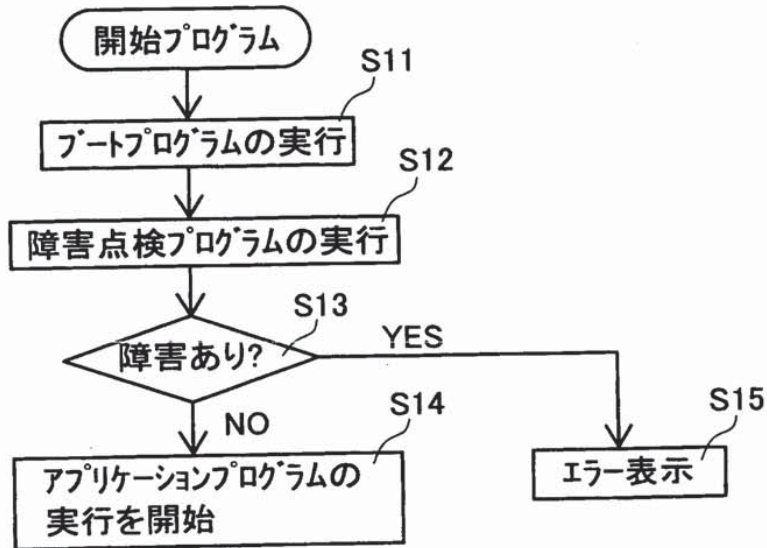 開始プログラム
S11
ブートプログラムの実行
S12
障害点検プログラムの実行
S13
障害あり?
YES
NO
S14
アプリケーションプログラムの
実行を開始
S15
エラー表示